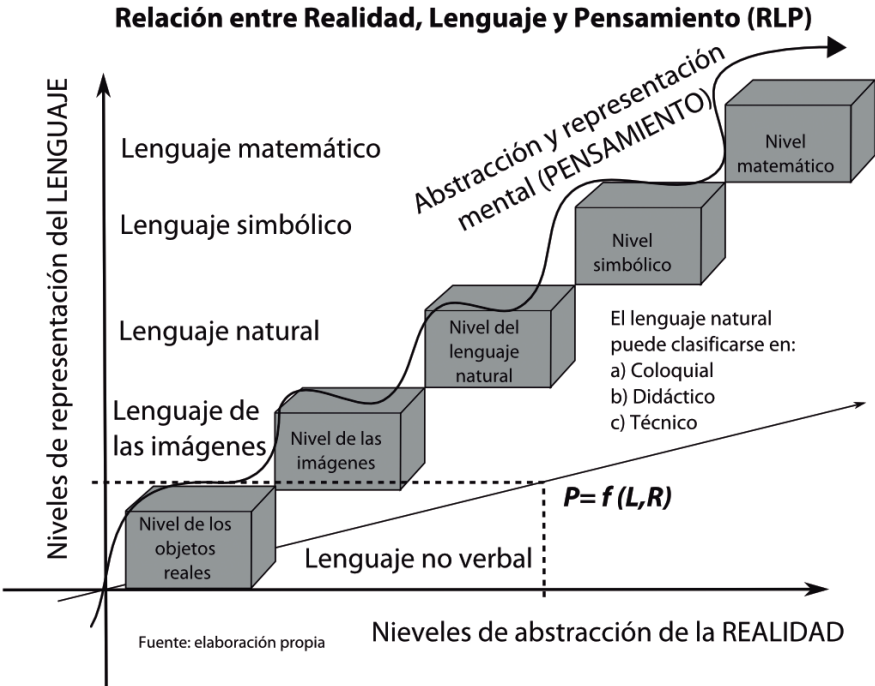 Relación entre Realidad, Lenguaje y Pensamiento (RLP)
Niveles de representación del LENGUAJE
Lenguaje matemático
Lenguaje simbólico
Lenguaje natural
Lenguaje de
las imágenes
Abstracción y representación
mental (PENSAMIENTO)
Nivel
matemático
Nivel
simbólico
Nivel del
lenguaje
natural
Nivel de las
imágenes
Nivel de los
objetos
reales
El lenguaje natural
puede clasificarse en:
a) Coloquial
b) Didáctico
c) Técnico
P= f (L,R)
Lenguaje no verbal
Nieveles de abstracción de la REALIDAD
Fuente: elaboración propia